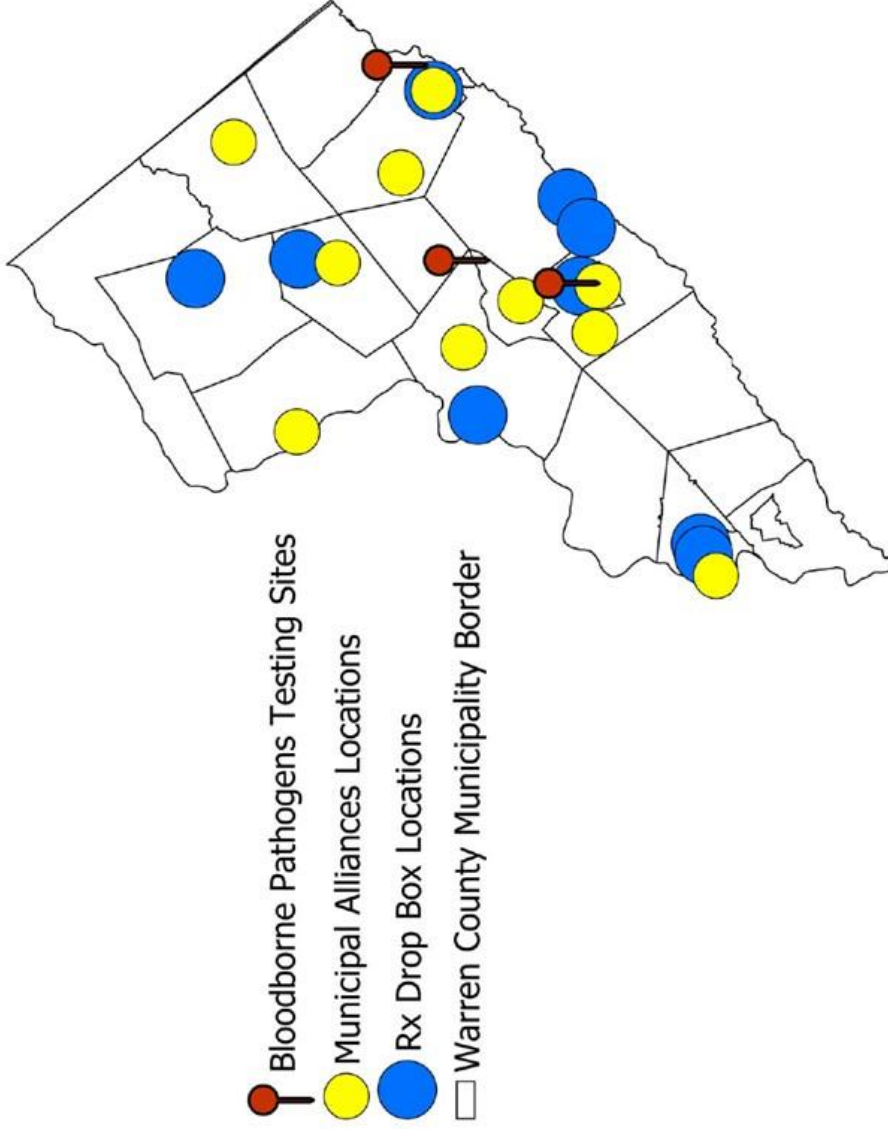 Bloodborne Pathogens Testing Sites
Municipal Alliances Locations
Rx Drop Box Locations
Warren County Municipality Border